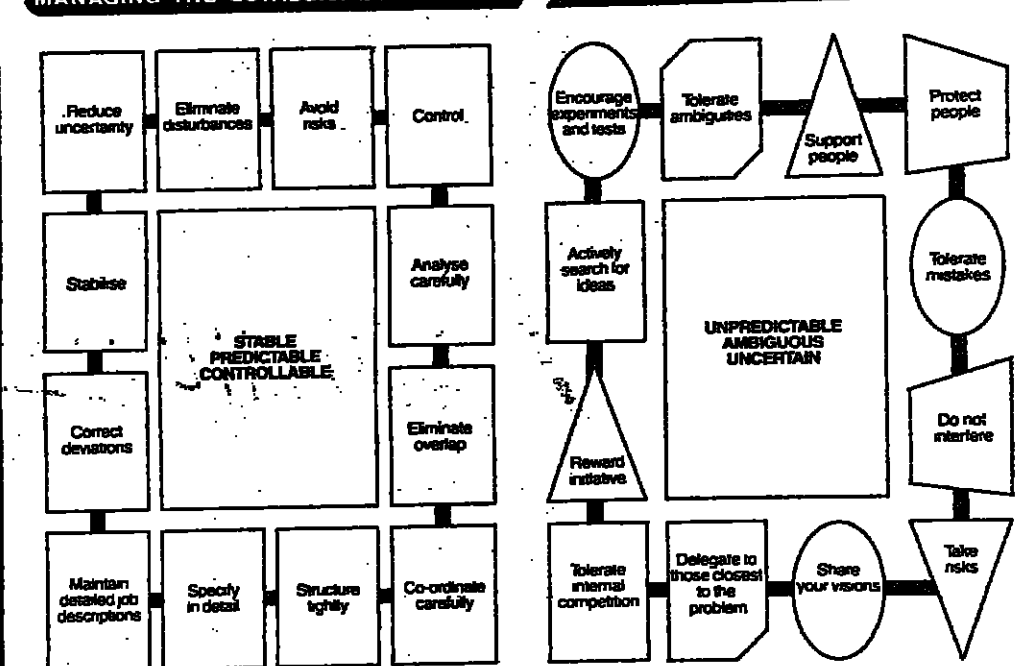 MANAGING THE
Reduce
uncertainty
Eliminate
disturbances
Avoid
risks
Control
Stabilise
Analyse
carefully
STABLE
PREDICTABLE
CONTROLLABLE
Correct
deviations
Eliminate
overlap
Maintain
detailed job
descriptions
Specify
in detail
Structure
tightly
Co-ordinate
carefully
Encourage
experiments
and tests
Tolerate
ambiguities
Support
people
Protect
people
Actively
search for
ideas
Tolerate
mistakes
UNPREDICTABLE
AMBIGUOUS
UNCERTAIN
Reward
initiative
Do not
interfere
Tolerate
internal
competition
Delegate to
those closest
to the
problem
Share
your visions
Take
risks